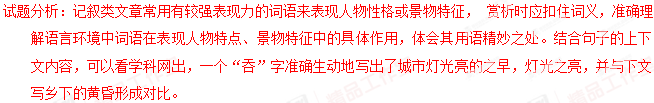 试题分析：记叙类文章常用有较强表现力的词语来表现人物性格或景物特征， 赏析时应扣住词义，准确理
解语言环境中词语在表现人物特点、景物特征中的具体作用，体会其用语精妙之处。结合句子的上下
文内容，可以看学科网出，一个“吞”字准确生动地写出了城市灯光亮的之早，灯光之亮，并与下文
写乡下的黄昏形成对比。